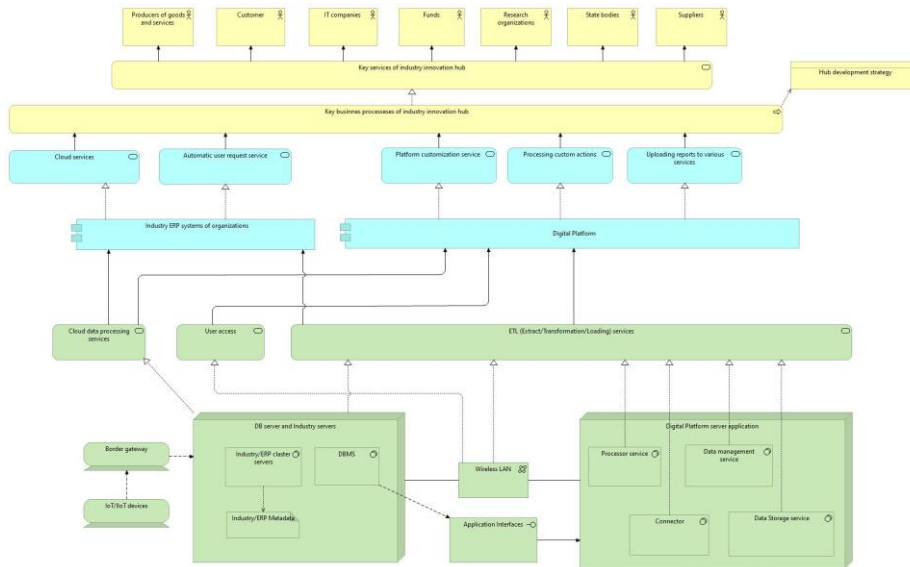 Producers of goods
and services
Customer
IT companies
Funds
Research
organizations
State bodies
Suppliers
Key services of industry innovation hub
Hub development strategy
Key businnes processeses of industry innovation hub
Cloud services
Automatic user request service
Platform customization service
Processing custom actions
Uploading reports to various
services
Industry ERP systems of organizations
Digital Platform
Cloud data processing
services
User access
ETL (Extract/Transformation/Loading) services
DB server and Industry servers
Digital Platform server application
Border gateway
Industry/ERP cluster
servers
DBMS
Processor service
Data management
service
Wireless LAN
IoT/IIoT devices
Industry/ERP Metadata
Application Interfaces
Connector
Data Storage service